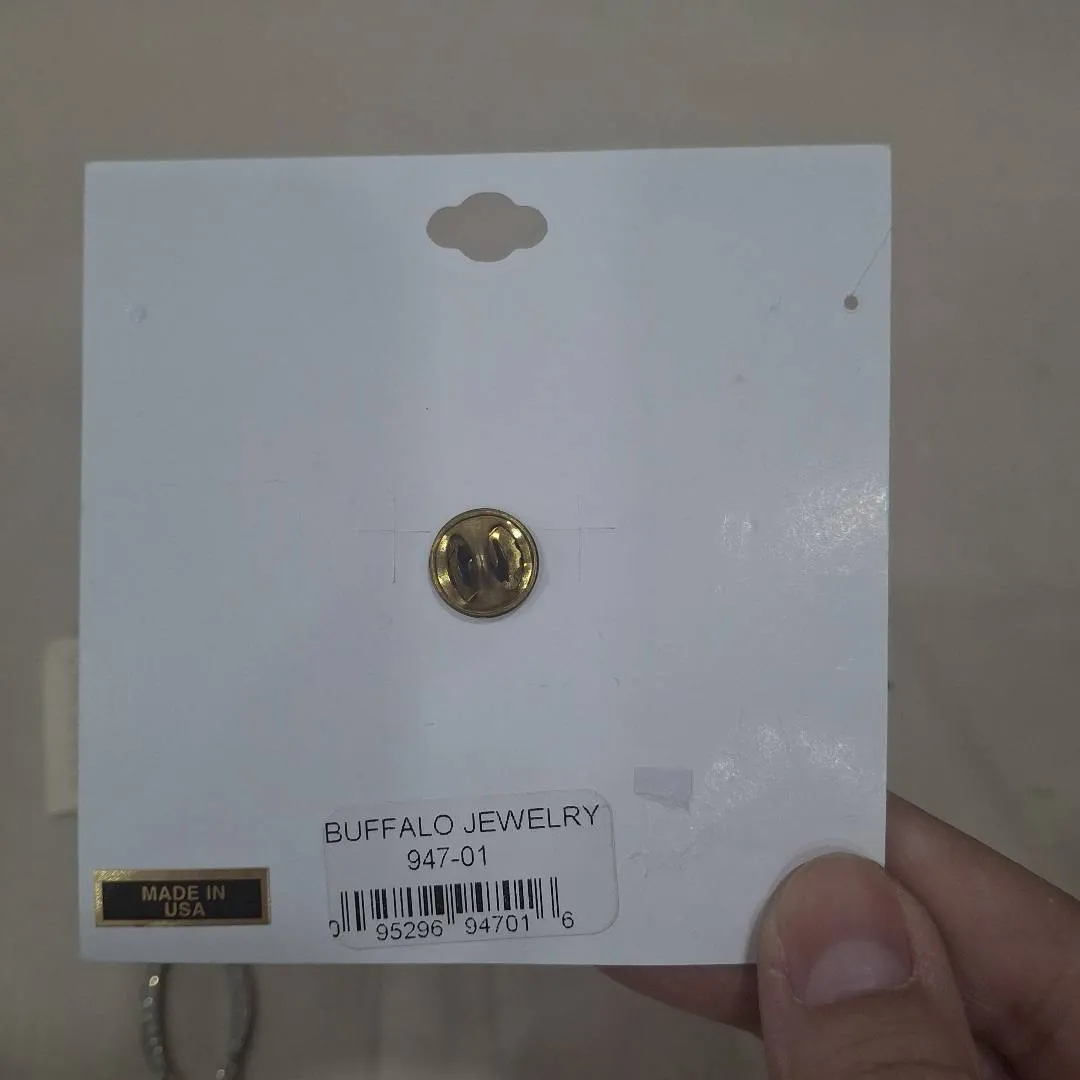 BUFFALO JEWELRY
947-01
0 95296 94701 6
MADE IN
USA